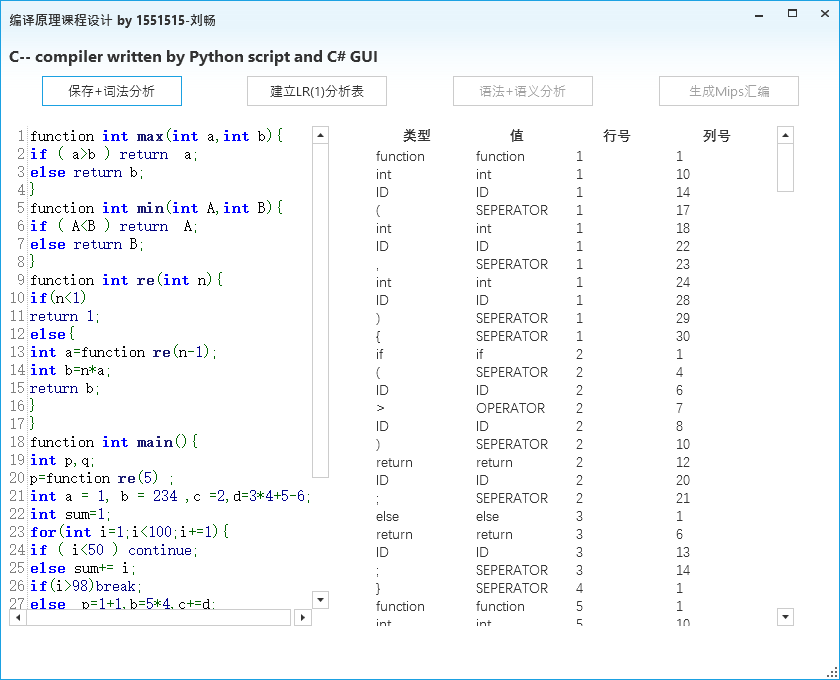 编译原理课程设计 by 1551515-刘畅
C-- compiler written by Python script and C# GUI
保存+词法分析 建立LR(1)分析表 语法+语义分析 生成Mips汇编
1 function int max(int a,int b){
2 if ( a>b ) return  a;
3 else return b;
4 }
5 function int min(int A,int B){
6 if ( A<B ) return  A;
7 else return B;
8 }
9 function int re(int n){
10 if(n<1)
11 return 1;
12 else{
13 int a=function re(n-1);
14 int b=n*a;
15 return b;
16 }
17 }
18 function int main(){
19 int p,q;
20 p=function re(5) ;
21 int a = 1, b = 234 ,c =2,d=3*4+5-6;
22 int sum=1;
23 for(int i=1;i<100;i+=1){
24 if ( i<50 ) continue;
25 else sum+= i;
26 if(i>98)break;
27 else  p=1+1,b=5*4,c+=d;
类型 值 行号 列号
function function 1 1
int int 1 10
ID ID 1 14
( SEPERATOR 1 17
int int 1 18
ID ID 1 22
, SEPERATOR 1 23
int int 1 24
ID ID 1 28
) SEPERATOR 1 29
{ SEPERATOR 1 30
if if 2 1
( SEPERATOR 2 4
ID ID 2 6
> OPERATOR 2 7
ID ID 2 8
) SEPERATOR 2 10
return return 2 12
ID ID 2 20
; SEPERATOR 2 21
else else 3 1
return return 3 6
ID ID 3 13
; SEPERATOR 3 14
} SEPERATOR 4 1
function function 5 1
int int 5 10